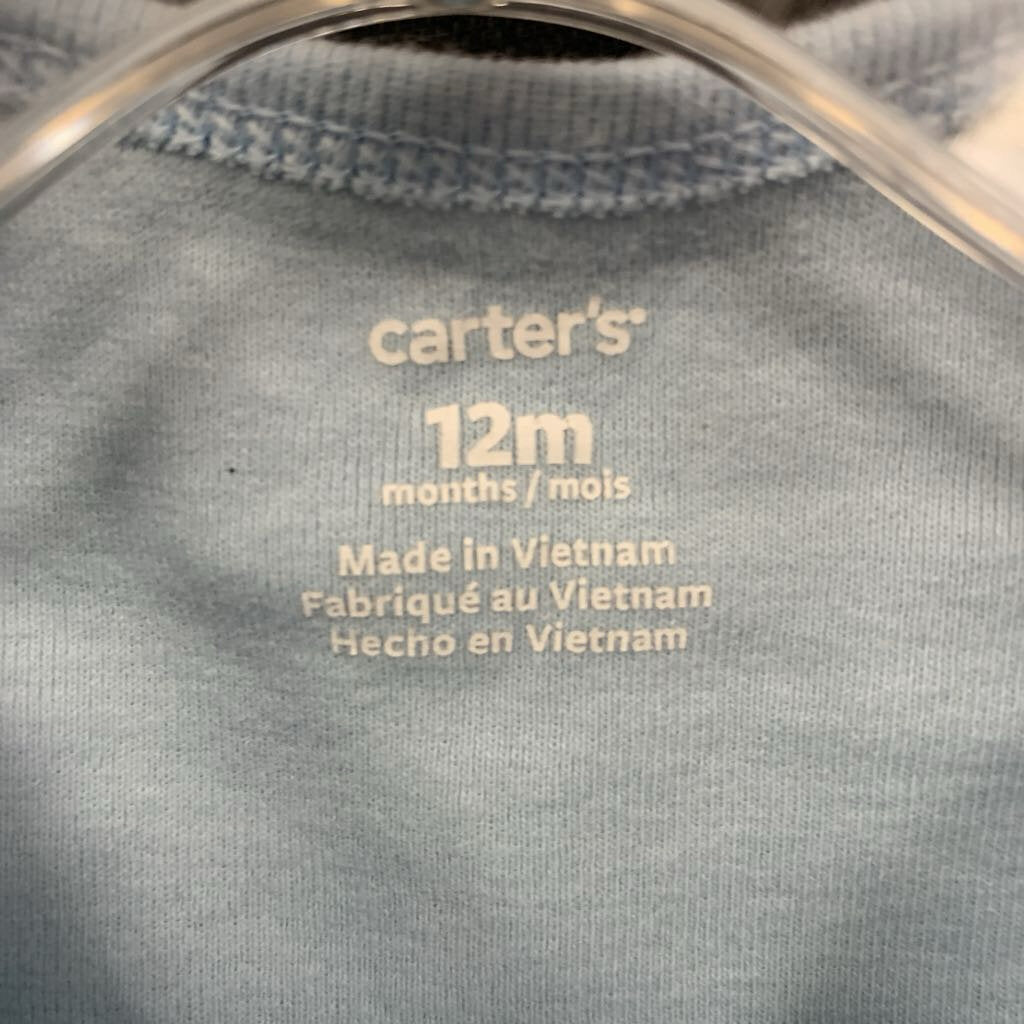 carter's
12m
months / mois
Made in Vietnam
Fabriqué au Vietnam
Hecho en Vietnam